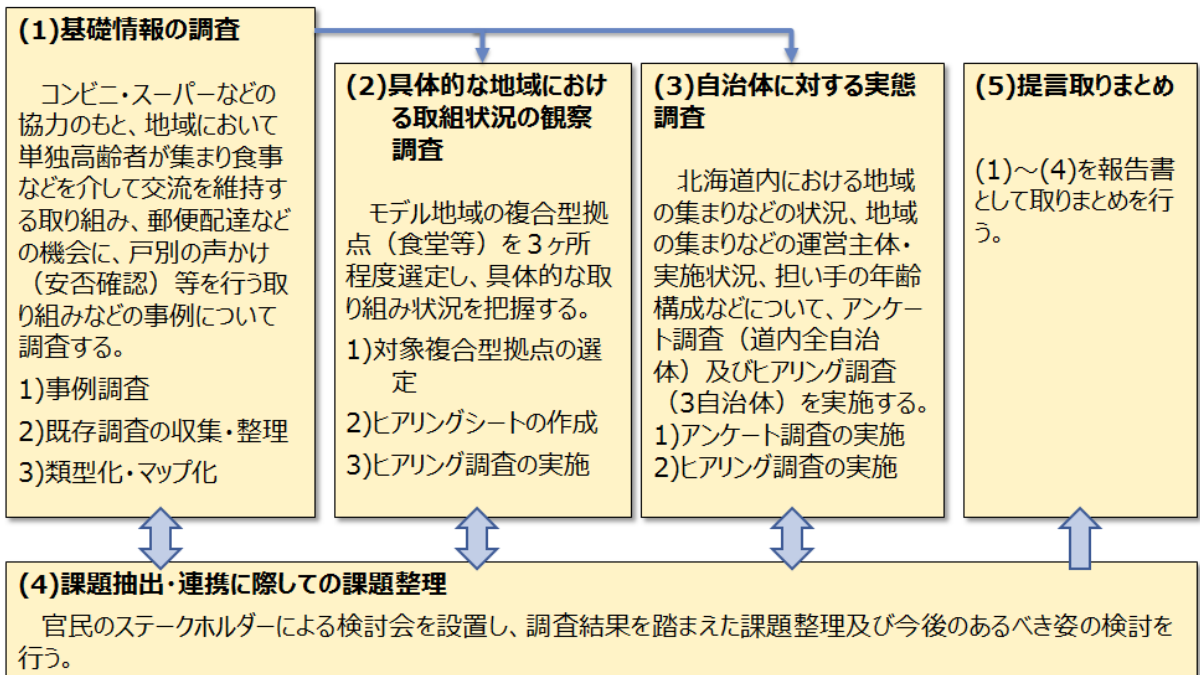 (1)基礎情報の調査
コンビニ・スーパーなどの
協力のもと、地域において
単独高齢者が集まり食事
などを介して交流を維持す
る取り組み、郵便配達など
の機会に、戸別の声かけ
（安否確認）等を行う取
り組みなどの事例について
調査する。
1)事例調査
2)既存調査の収集・整理
3)類型化・マップ化
(2)具体的な地域におけ
る取組状況の観察
調査
モデル地域の複合型拠
点（食堂等）を３ヶ所
程度選定し、具体的な取
り組み状況を把握する。
1)対象複合型拠点の選
定
2)ヒアリングシートの作成
3)ヒアリング調査の実施
(3)自治体に対する実態
調査
北海道内における地域
の集まりなどの状況、地域
の集まりなどの運営主体・
実施状況、担い手の年齢
構成などについて、アンケー
ト調査（道内全自治
体）及びヒアリング調査
（3自治体）を実施する。
1)アンケート調査の実施
2)ヒアリング調査の実施
(5)提言取りまとめ
(1)～(4)を報告書
として取りまとめを行
う。
(4)課題抽出・連携に際しての課題整理
官民のステークホルダーによる検討会を設置し、調査結果を踏まえた課題整理及び今後のあるべき姿の検討を
行う。